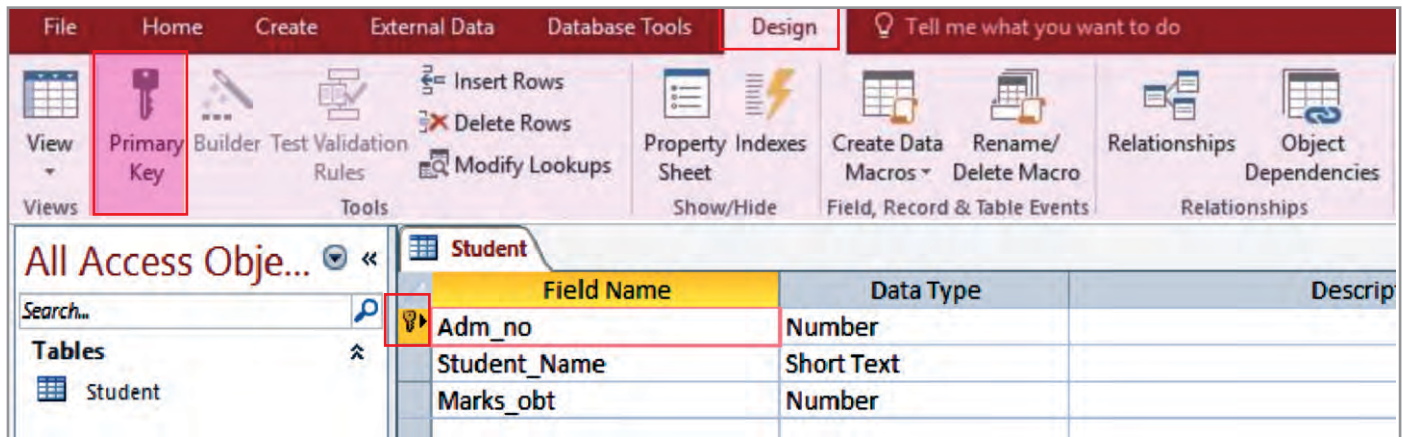 File Home Create External Data Database Tools Design Tell me what you want to do
Insert Rows
Delete Rows
Modify Lookups
View Primary Builder Test Validation Property Indexes Create Data Rename/ Relationships Object
Key Rules Sheet Macros Delete Macro Dependencies
Views Tools Show/Hide Field, Record & Table Events Relationships
All Access Obje... «
Search...
Tables
Student
Student
Field Name Data Type Descrip
Adm_no Number
Student_Name Short Text
Marks_obt Number